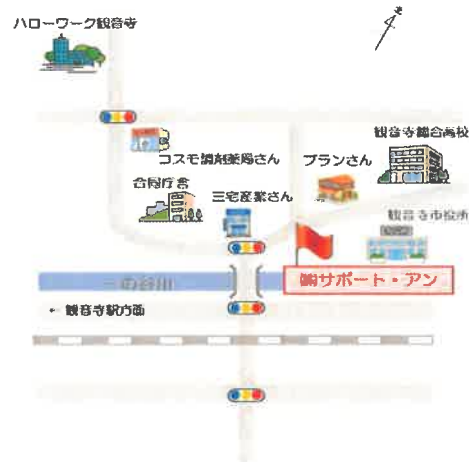 ハローワーク観音寺
観音寺総合高校
コスモ調剤薬局さん
プランさん
合同庁舎
三宅産業さん
観音寺市役所
一の谷川
㈱サポート・アン
← 観音寺駅方面